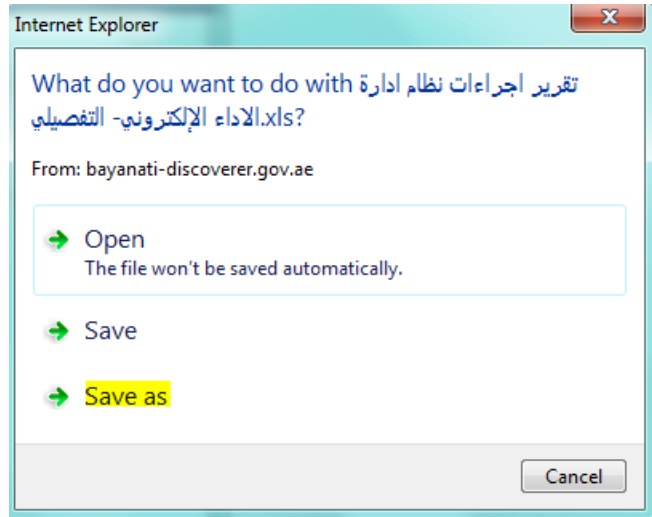 Internet Explorer
x
What do you want to do with تقرير اجراءات نظام ادارة
الاداء الإلكتروني- التفصيلي.xls?
From: bayanati-discoverer.gov.ae
Open
The file won't be saved automatically.
Save
Save as
Cancel